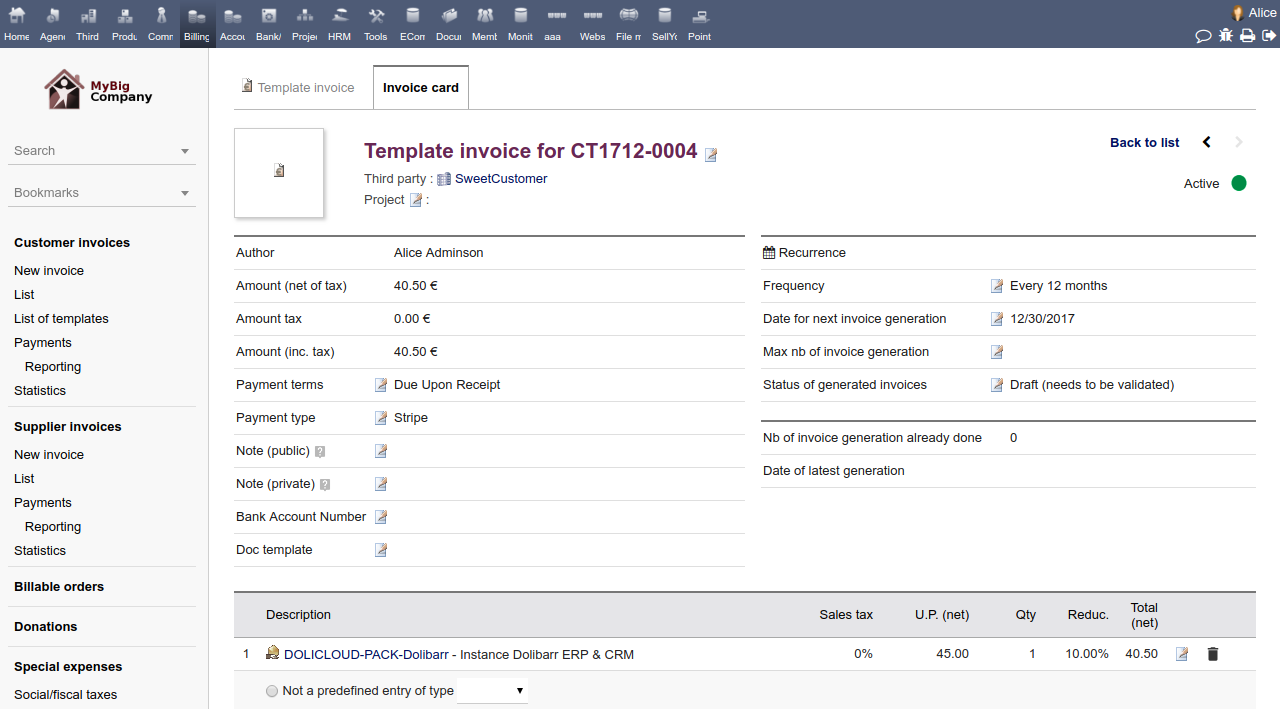 Home Agen Third Produ Comr Billing Accou Bank/ Projec HRM Tools ECom Docu Memb Monit aaa Webs File m SellYo Point
Alice
MyBig
Company
Search
Bookmarks
Customer invoices
New invoice
List
List of templates
Payments
Reporting
Statistics
Supplier invoices
New invoice
List
Payments
Reporting
Statistics
Billable orders
Donations
Special expenses
Social/fiscal taxes
Template invoice
Invoice card
Template invoice for CT1712-0004
Third party : SweetCustomer
Project :
Back to list
Active
Author Alice Adminson
Amount (net of tax) 40.50 €
Amount tax 0.00 €
Amount (inc. tax) 40.50 €
Payment terms Due Upon Receipt
Payment type Stripe
Note (public) ?
Note (private) ?
Bank Account Number
Doc template
Recurrence
Frequency Every 12 months
Date for next invoice generation 12/30/2017
Max nb of invoice generation
Status of generated invoices Draft (needs to be validated)
Nb of invoice generation already done 0
Date of latest generation
Description Sales tax U.P. (net) Qty Reduc. Total
(net)
1 DOLICLOUD-PACK-Dolibarr - Instance Dolibarr ERP & CRM 0% 45.00 1 10.00% 40.50
Not a predefined entry of type